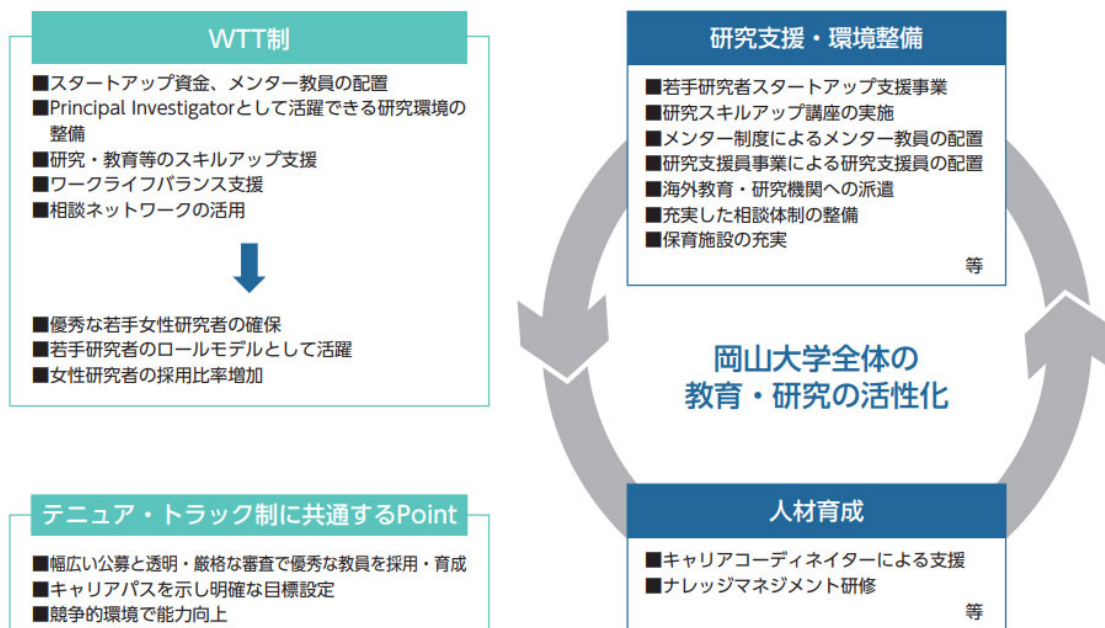 WTT制
■スタートアップ資金、メンター教員の配置
■Principal Investigatorとして活躍できる研究環境の
整備
■研究・教育等のスキルアップ支援
■ワークライフバランス支援
■相談ネットワークの活用
■優秀な若手女性研究者の確保
■若手研究者のロールモデルとして活躍
■女性研究者の採用比率増加
テニュア・トラック制に共通するPoint
■幅広い公募と透明・厳格な審査で優秀な教員を採用・育成
■キャリアパスを示し明確な目標設定
■競争的環境で能力向上
研究支援・環境整備
■若手研究者スタートアップ支援事業
■研究スキルアップ講座の実施
■メンター制度によるメンター教員の配置
■研究支援員事業による研究支援員の配置
■海外教育・研究機関への派遣
■充実した相談体制の整備
■保育施設の充実
等
岡山大学全体の
教育・研究の活性化
人材育成
■キャリアコーディネイターによる支援
■ナレッジマネジメント研修
等